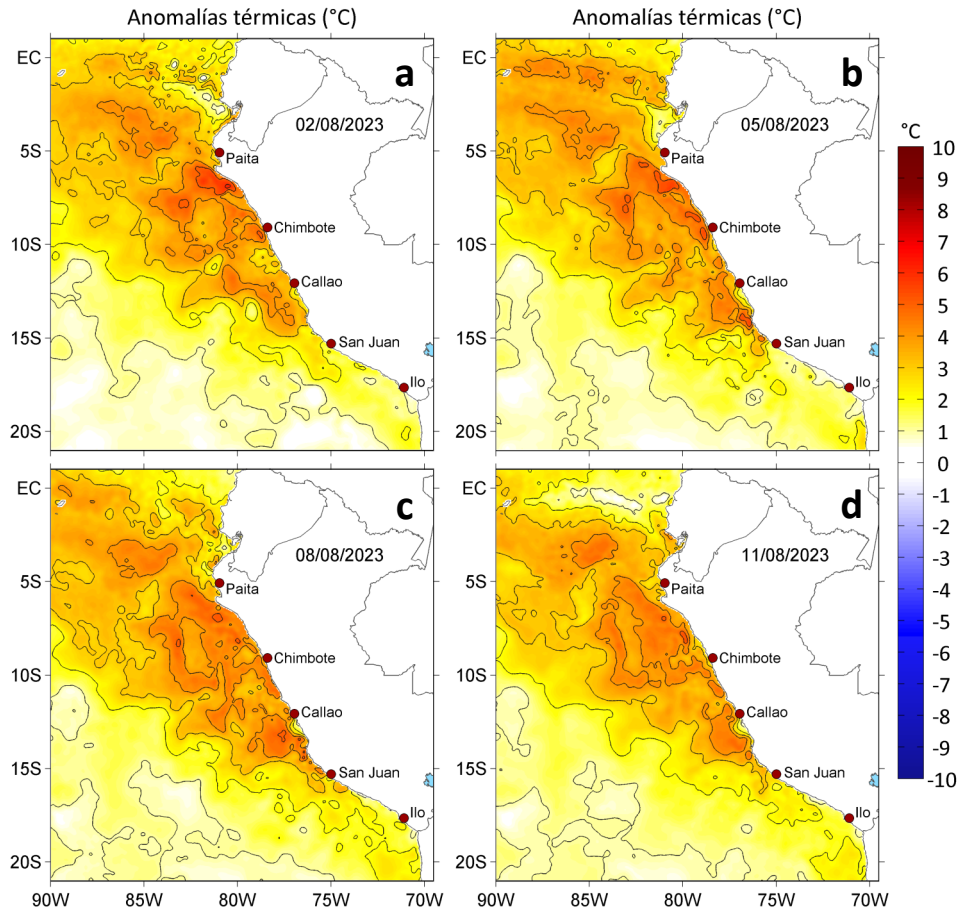 Anomalías térmicas (°C) Anomalías térmicas (°C)
EC
a
02/08/2023
5S
Paita
Chimbote
10S
Callao
15S
San Juan
Ilo
20S
EC
b
05/08/2023
5S
Paita
Chimbote
10S
Callao
15S
San Juan
Ilo
20S
°C
10
9
8
7
6
5
4
3
2
1
0
-1
-2
-3
-4
-5
-6
-7
-8
-9
-10
EC
c
08/08/2023
5S
Paita
Chimbote
10S
Callao
15S
San Juan
Ilo
20S
90W 85W 80W 75W 70W
EC
d
11/08/2023
5S
Paita
Chimbote
10S
Callao
15S
San Juan
Ilo
20S
90W 85W 80W 75W 70W